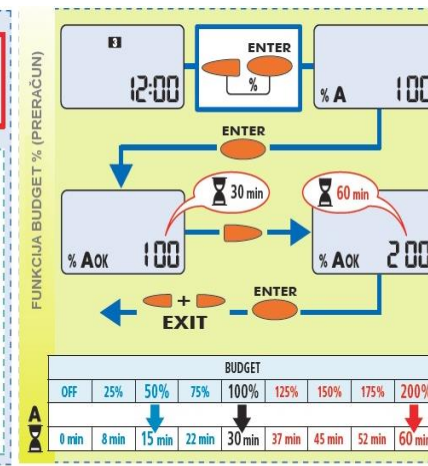 FUNKCIJA BUDGET % (PRERAČUN)
3
12:00
ENTER
%
% A 100
ENTER
30 min
% AOK 100
60 min
% AOK 200
+
EXIT
ENTER
BUDGET
OFF 25% 50% 75% 100% 125% 150% 175% 200%
A
0 min 8 min 15 min 22 min 30 min 37 min 45 min 52 min 60 min